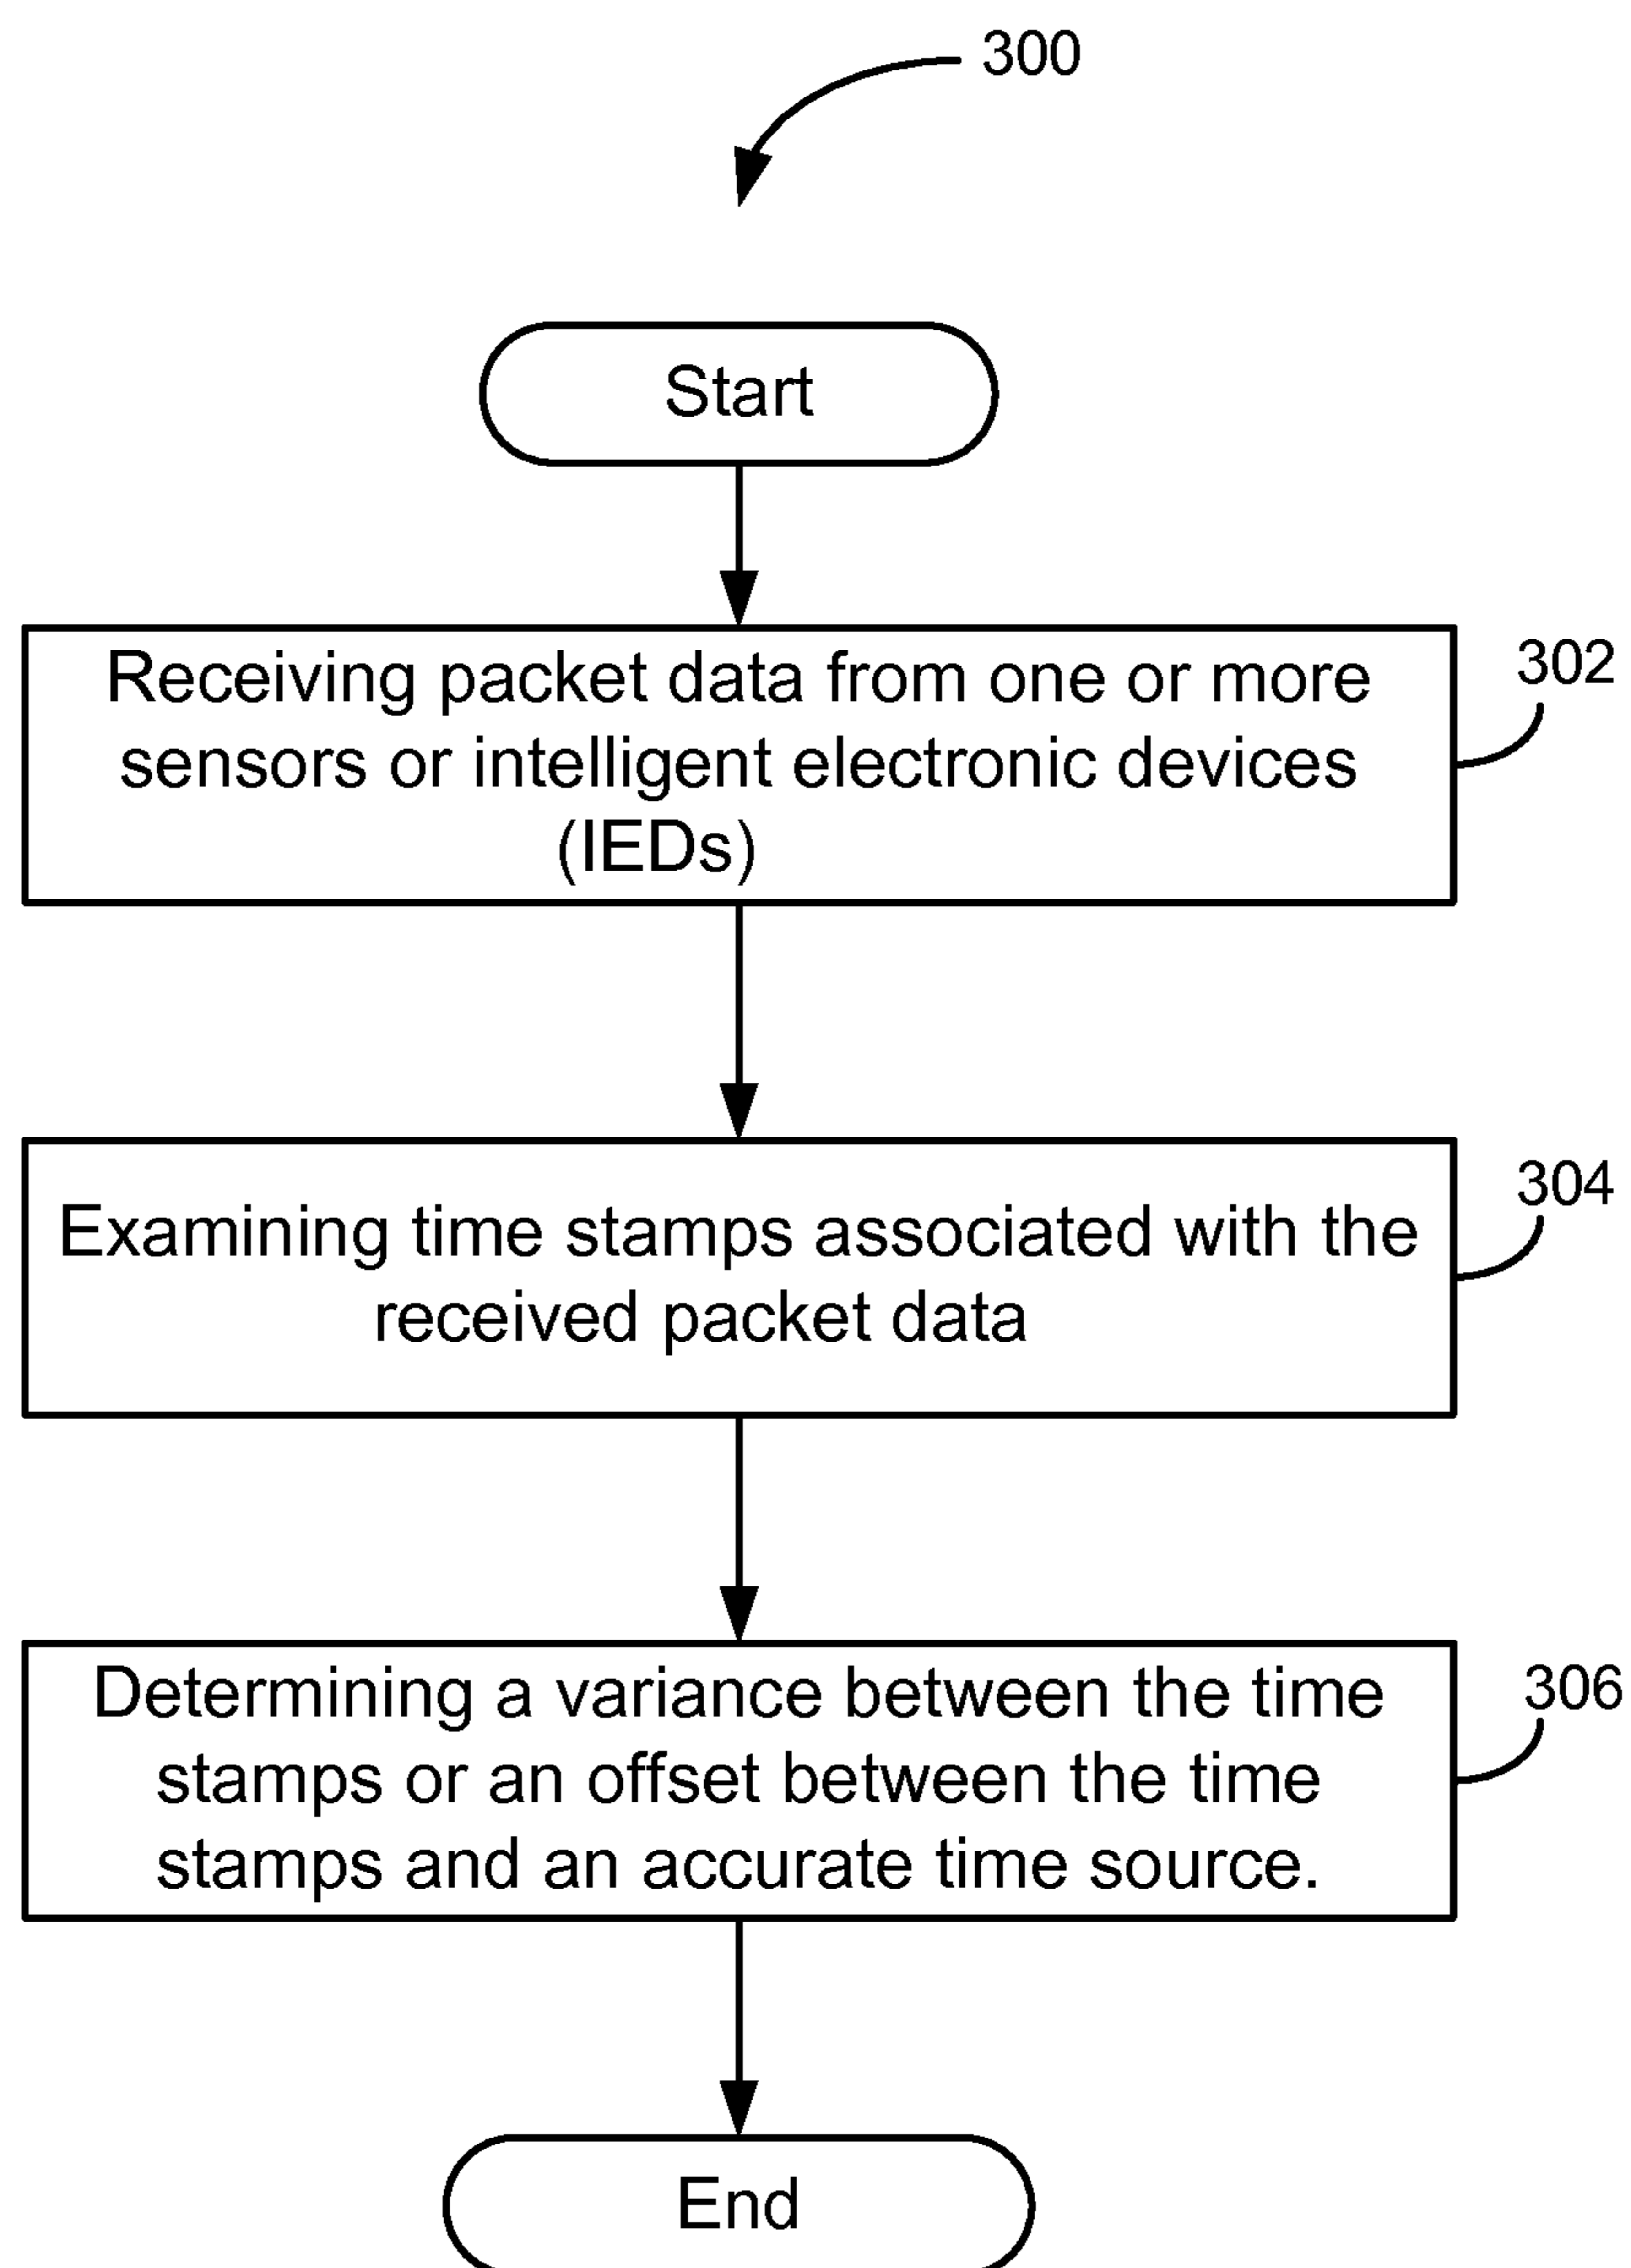 300
Start
Receiving packet data from one or more
sensors or intelligent electronic devices
(IEDs)
302
Examining time stamps associated with the
received packet data
304
Determining a variance between the time
stamps or an offset between the time
stamps and an accurate time source.
306
End